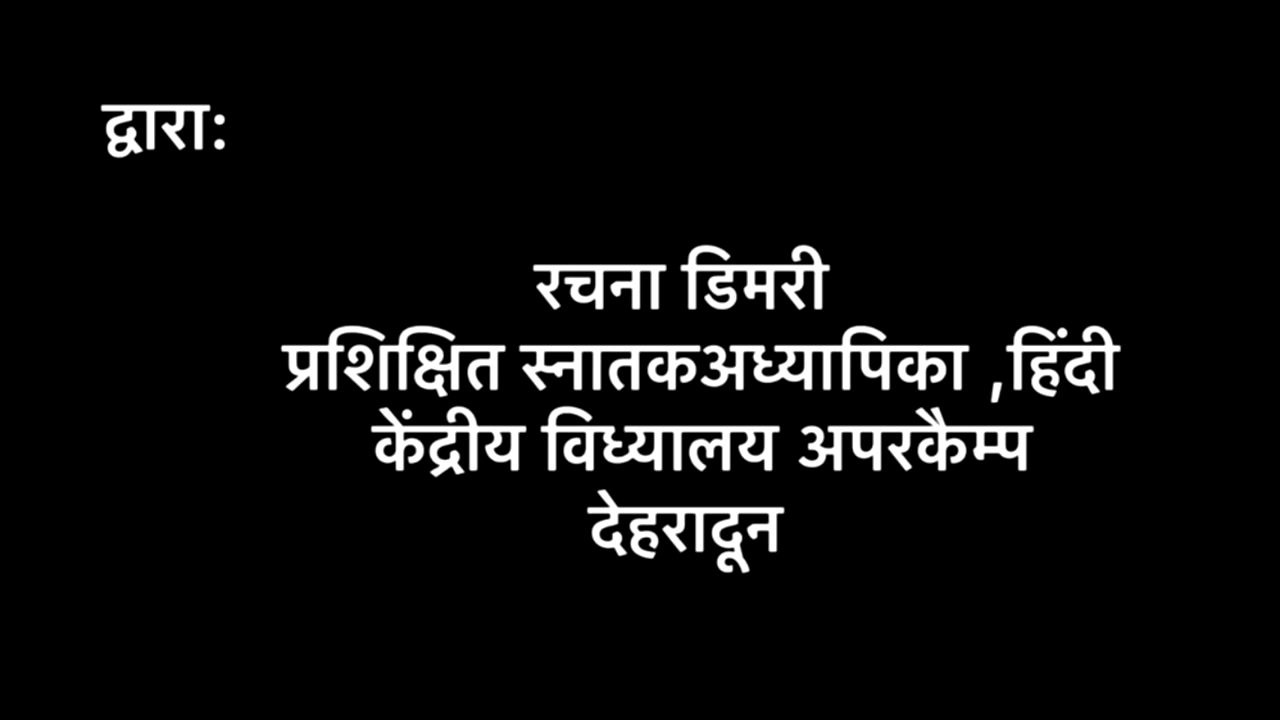 द्वारा:
रचना डिमरी
प्रशिक्षित स्नातकअध्यापिका ,हिंदी
केंद्रीय विध्यालय अपरकैम्प
देहरादून